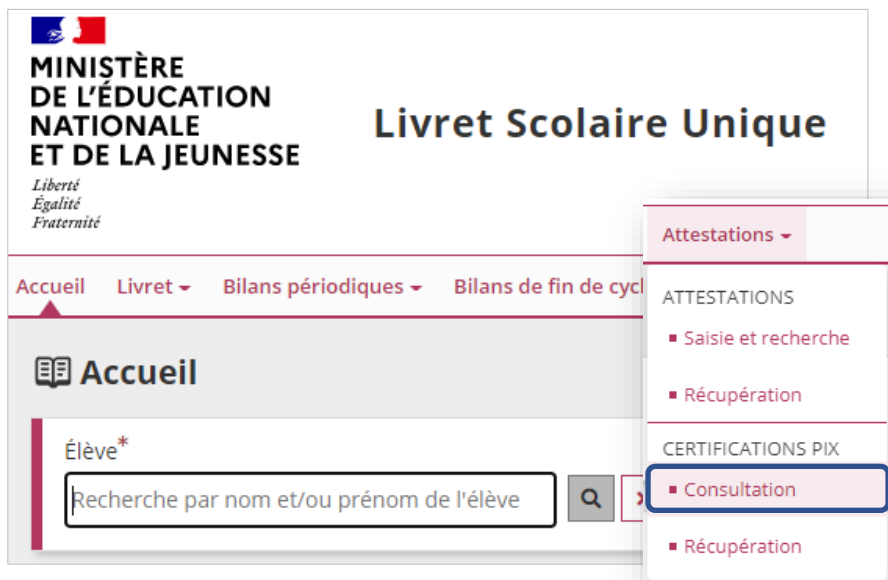 MINISTÈRE
DE L'ÉDUCATION
NATIONALE
ET DE LA JEUNESSE
Liberté
Égalité
Fraternité
Livret Scolaire Unique
Accueil Livret Bilans périodiques Bilans de fin de cycl
Accueil
Élève*
Recherche par nom et/ou prénom de l'élève
Attestations
ATTESTATIONS
Saisie et recherche
Récupération
CERTIFICATIONS PIX
Consultation
Récupération